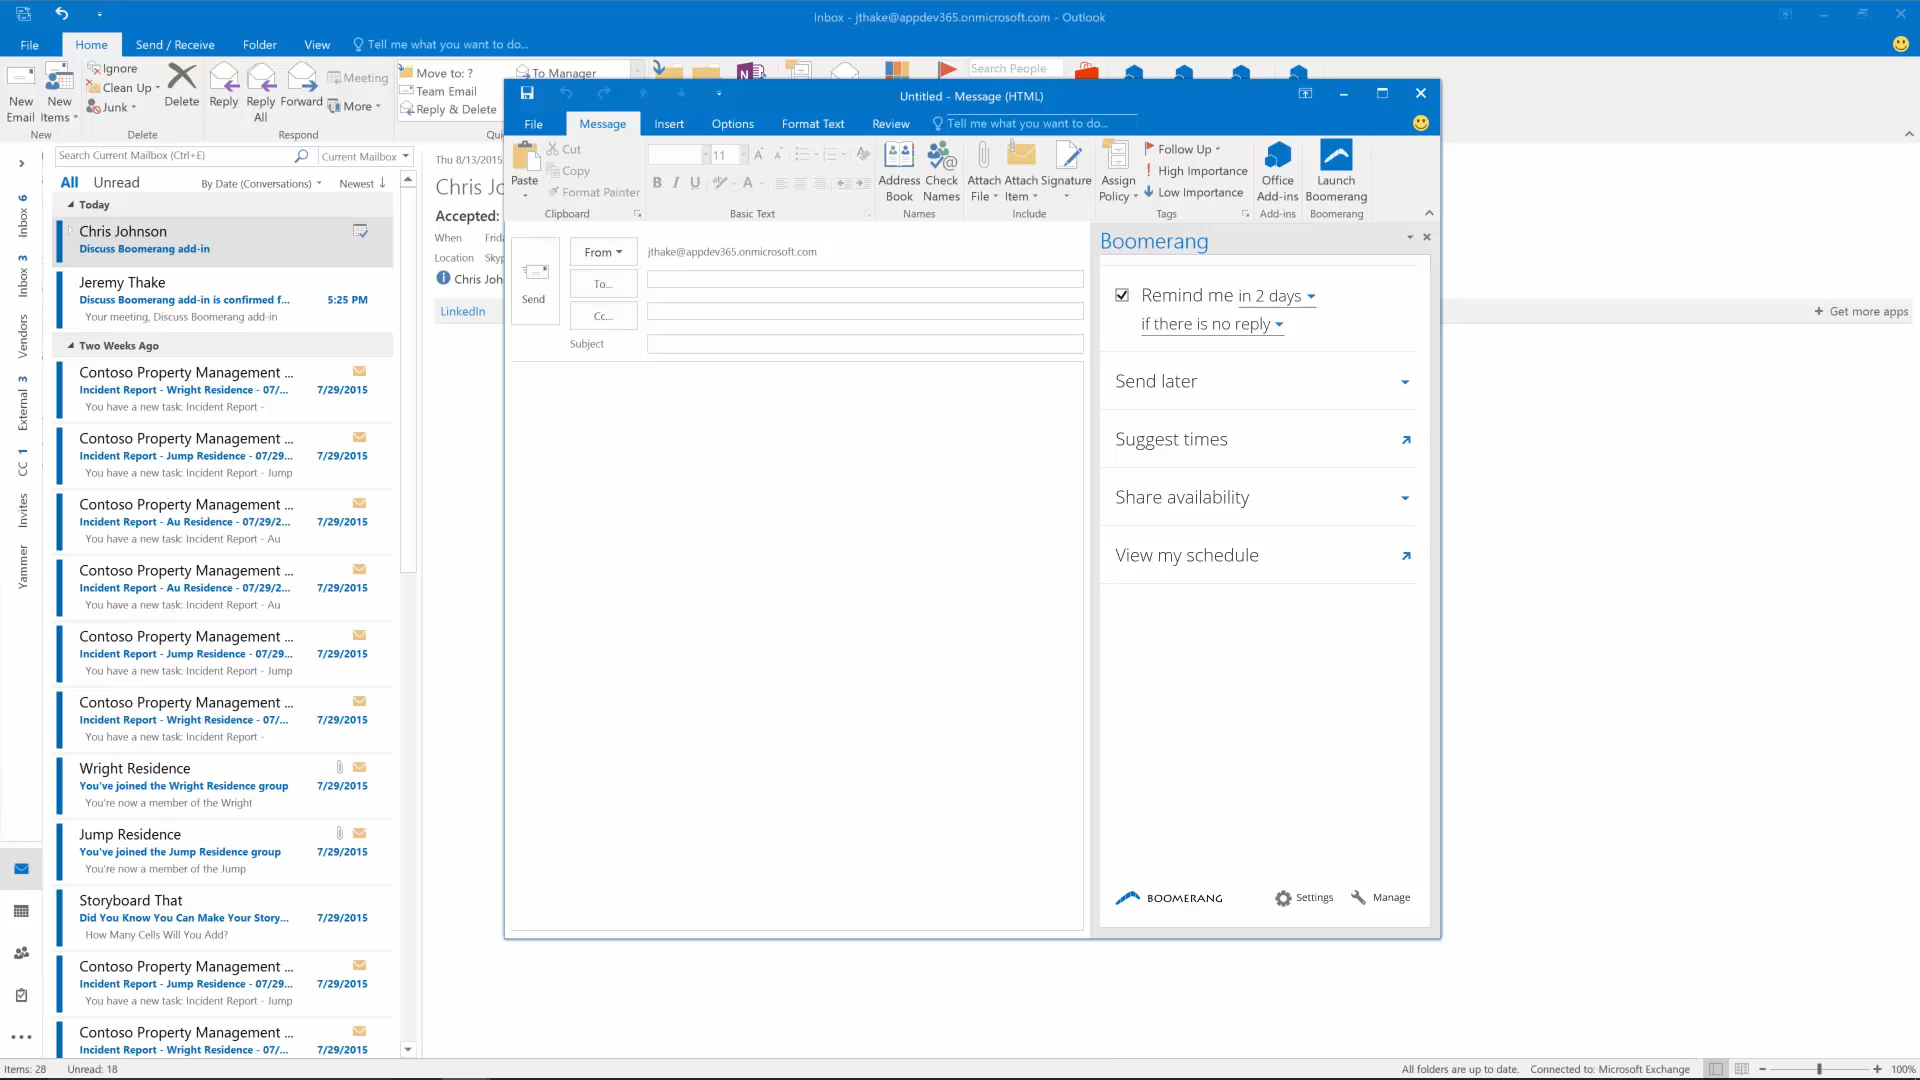 Inbox - jthake@appdev365.onmicrosoft.com - Outlook
File Home Send / Receive Folder View Tell me what you want to do...
New Email
New Items
New
Ignore
Clean Up
Junk
Delete
Delete
Reply
Reply All
Forward
Meeting
More
Respond
Move to: ?
Team Email
Reply & Delete
To Manager
Search People
Search Current Mailbox (Ctrl+E)
Current Mailbox
All Unread
By Date (Conversations) Newest
Inbox 6
Inbox 3
Vendors
External 3
CC 1
Invites
Yammer
Today
Chris Johnson
Discuss Boomerang add-in
Jeremy Thake
Discuss Boomerang add-in is confirmed f... 5:25 PM
Your meeting, Discuss Boomerang add-in
Two Weeks Ago
Contoso Property Management ...
Incident Report - Wright Residence - 07/... 7/29/2015
You have a new task: Incident Report -
Contoso Property Management ...
Incident Report - Jump Residence - 07/29... 7/29/2015
You have a new task: Incident Report - Jump
Contoso Property Management ...
Incident Report - Au Residence - 07/29/2... 7/29/2015
You have a new task: Incident Report - Au
Contoso Property Management ...
Incident Report - Au Residence - 07/29/2... 7/29/2015
You have a new task: Incident Report - Au
Contoso Property Management ...
Incident Report - Jump Residence - 07/29... 7/29/2015
You have a new task: Incident Report - Jump
Contoso Property Management ...
Incident Report - Wright Residence - 07/... 7/29/2015
You have a new task: Incident Report -
Wright Residence
You've joined the Wright Residence group 7/29/2015
You're now a member of the Wright
Jump Residence
You've joined the Jump Residence group 7/29/2015
You're now a member of the Jump
Storyboard That
Did You Know You Can Make Your Story... 7/29/2015
How Many Cells Will You Add?
Contoso Property Management ...
Incident Report - Jump Residence - 07/29... 7/29/2015
You have a new task: Incident Report - Jump
Contoso Property Management ...
Incident Report - Wright Residence - 07/... 7/29/2015
Thu 8/13/2015
Chris Jo
Accepted:
When
Location
Chris Joh
LinkedIn
Get more apps
Untitled - Message (HTML)
File Message Insert Options Format Text Review Tell me what you want to do...
Paste
Cut
Copy
Format Painter
Clipboard
11
B I U
Basic Text
Address Book
Check Names
Names
Attach File
Attach Item
Signature
Include
Assign Policy
Follow Up
High Importance
Low Importance
Tags
Office Add-ins
Add-ins
Launch Boomerang
Boomerang
Send
From
jthake@appdev365.onmicrosoft.com
To...
Cc...
Subject
Boomerang
Remind me in 2 days
if there is no reply
Send later
Suggest times
Share availability
View my schedule
BOOMERANG
Settings
Manage
Items: 28 Unread: 18
All folders are up to date. Connected to: Microsoft Exchange 100%